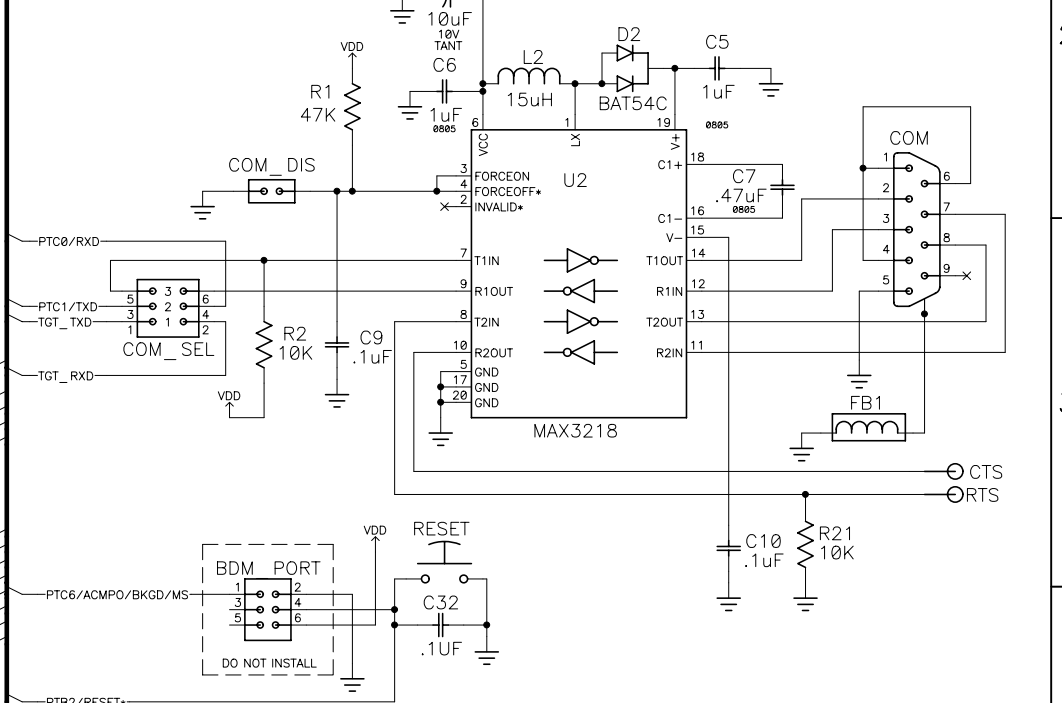 10uF
10V
TANT
VDD
C6
L2
D2
C5
R1
47K
1uF
0805
15uH
BAT54C
1uF
0805
6
1
19
VCC
LX
V+
COM
COM_DIS
3 FORCEON
4 FORCEOFF*
2 INVALID*
U2
C1+ 18
C7
.47uF
0805
C1- 16
V- 15
1
2
3
4
5
6
7
8
9
PTC0/RXD
7 T1IN
T1OUT 14
9 R1OUT
R1IN 12
8 T2IN
T2OUT 13
10 R2OUT
R2IN 11
5 GND
17 GND
20 GND
MAX3218
3
5 2 6
3 1 4
1 2
PTC1/TXD
TGT_TXD
COM_SEL
TGT_RXD
R2
10K
C9
.1uF
VDD
FB1
CTS
RTS
VDD
RESET
C10
.1uF
R21
10K
BDM PORT
1 2
3 4
5 6
PTC6/ACMPO/BKGD/MS
C32
.1UF
DO NOT INSTALL
PTB2/RESET*